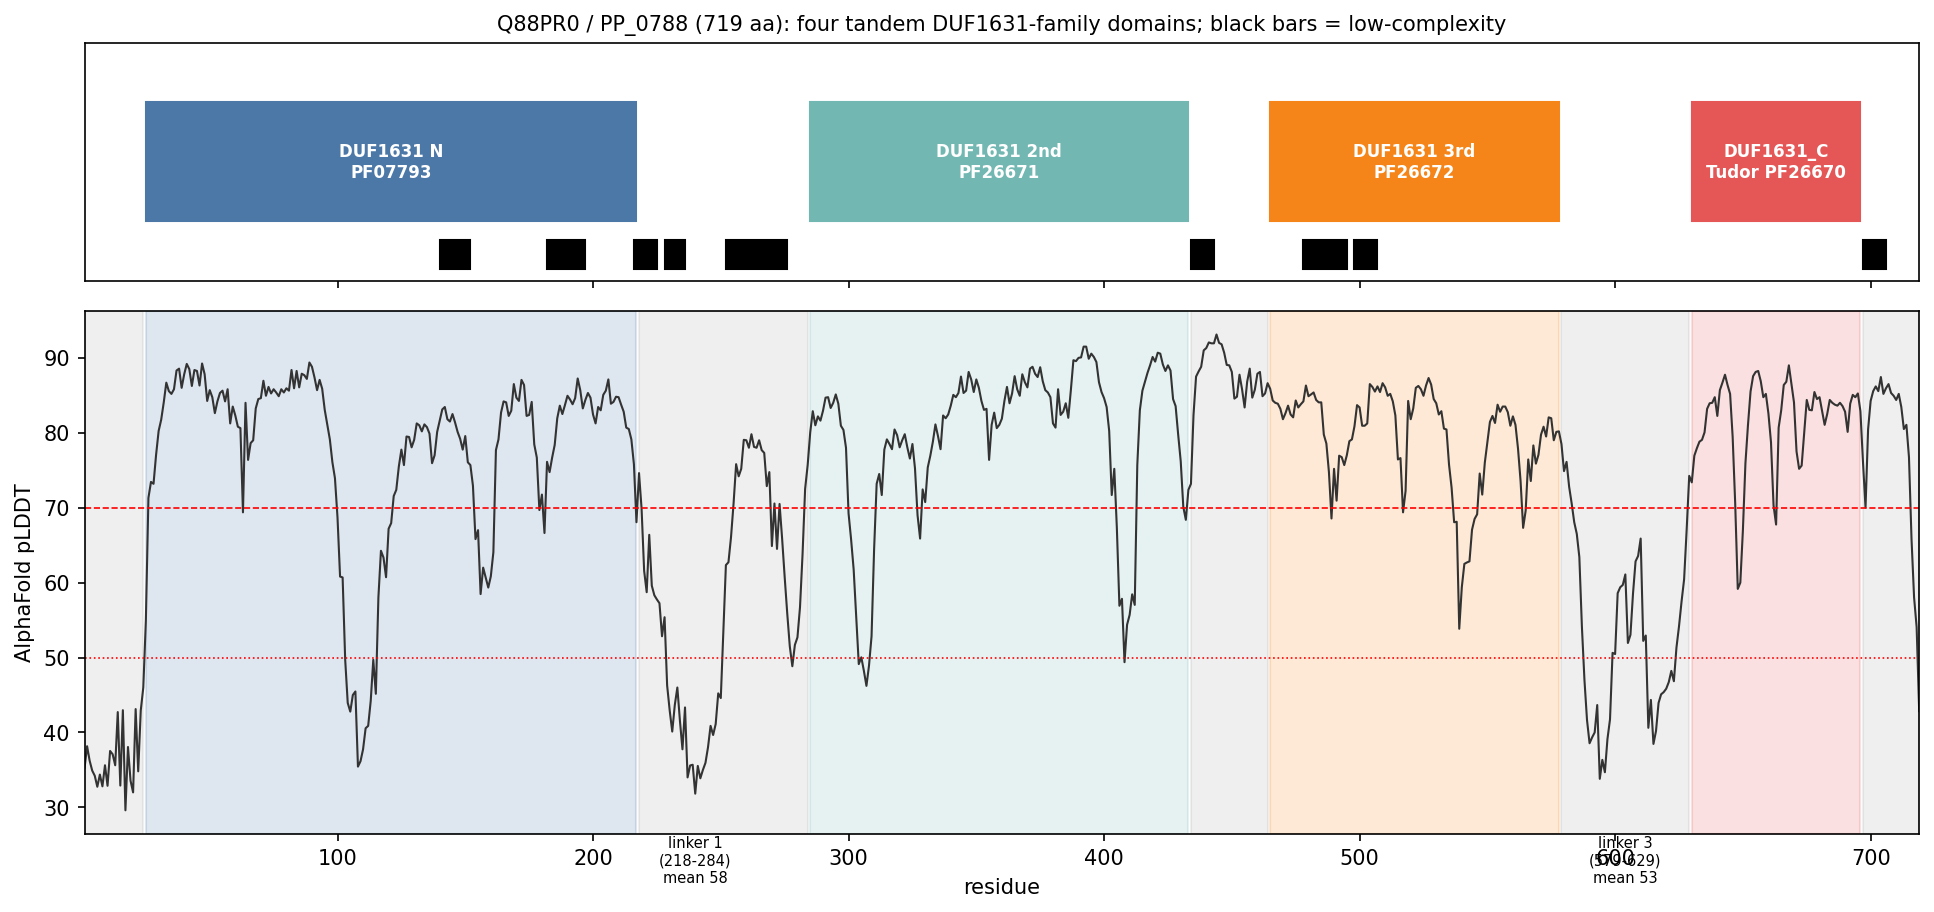 Q88PR0 / PP_0788 (719 aa): four tandem DUF1631-family domains; black bars = low-complexity
DUF1631 N
PF07793
DUF1631 2nd
PF26671
DUF1631 3rd
PF26672
DUF1631_C
Tudor PF26670
AlphaFold pLDDT
90
80
70
60
50
40
30
100
200
300
400
500
600
700
linker 1
(218-284)
mean 58
linker 3
(579-629)
mean 53
residue